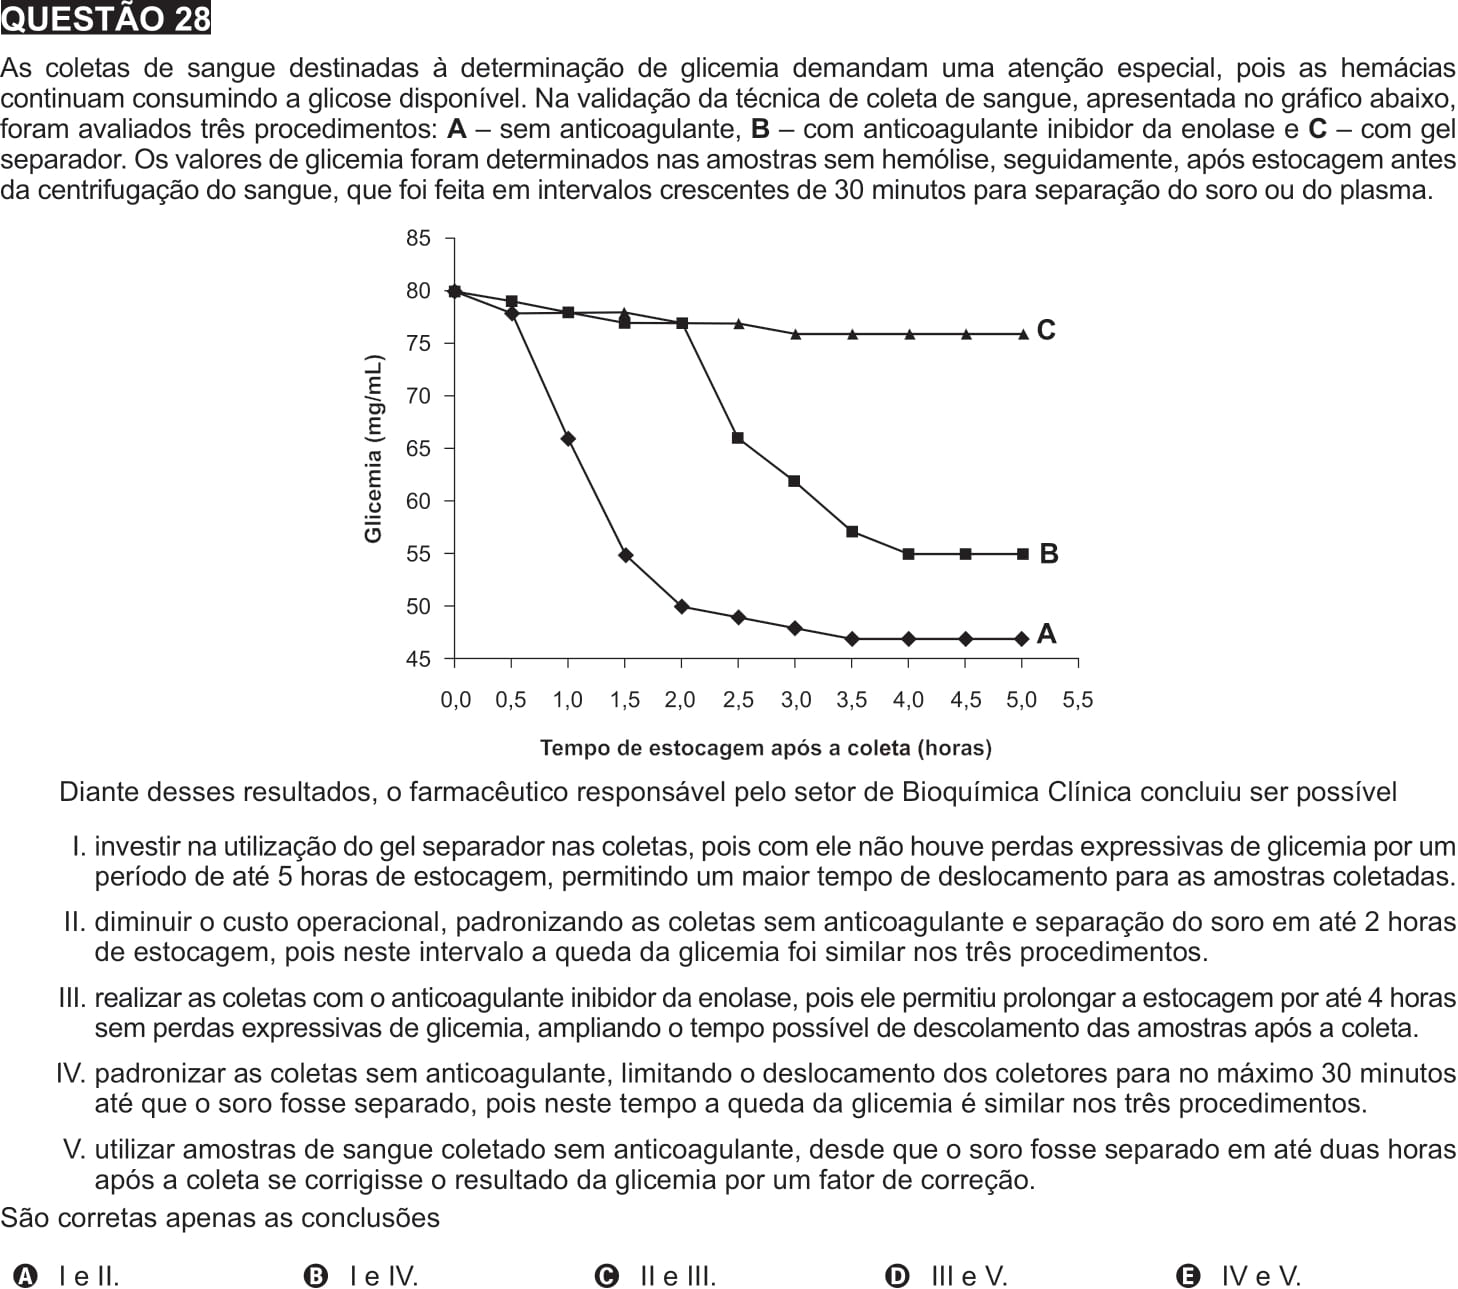 QUESTÃO 28
As coletas de sangue destinadas à determinação de glicemia demandam uma atenção especial, pois as hemácias
continuam consumindo a glicose disponível. Na validação da técnica de coleta de sangue, apresentada no gráfico abaixo,
foram avaliados três procedimentos: A – sem anticoagulante, B – com anticoagulante inibidor da enolase e C – com gel
separador. Os valores de glicemia foram determinados nas amostras sem hemólise, seguidamente, após estocagem antes
da centrifugação do sangue, que foi feita em intervalos crescentes de 30 minutos para separação do soro ou do plasma.
85
80
75
70
65
60
55
50
45
Glicemia (mg/mL)
C
B
A
0,0 0,5 1,0 1,5 2,0 2,5 3,0 3,5 4,0 4,5 5,0 5,5
Tempo de estocagem após a coleta (horas)
Diante desses resultados, o farmacêutico responsável pelo setor de Bioquímica Clínica concluiu ser possível
I. investir na utilização do gel separador nas coletas, pois com ele não houve perdas expressivas de glicemia por um
período de até 5 horas de estocagem, permitindo um maior tempo de deslocamento para as amostras coletadas.
II. diminuir o custo operacional, padronizando as coletas sem anticoagulante e separação do soro em até 2 horas
de estocagem, pois neste intervalo a queda da glicemia foi similar nos três procedimentos.
III. realizar as coletas com o anticoagulante inibidor da enolase, pois ele permitiu prolongar a estocagem por até 4 horas
sem perdas expressivas de glicemia, ampliando o tempo possível de descolamento das amostras após a coleta.
IV. padronizar as coletas sem anticoagulante, limitando o deslocamento dos coletores para no máximo 30 minutos
até que o soro fosse separado, pois neste tempo a queda da glicemia é similar nos três procedimentos.
V. utilizar amostras de sangue coletado sem anticoagulante, desde que o soro fosse separado em até duas horas
após a coleta se corrigisse o resultado da glicemia por um fator de correção.
São corretas apenas as conclusões
A I e II. B I e IV. C II e III. D III e V. E IV e V.